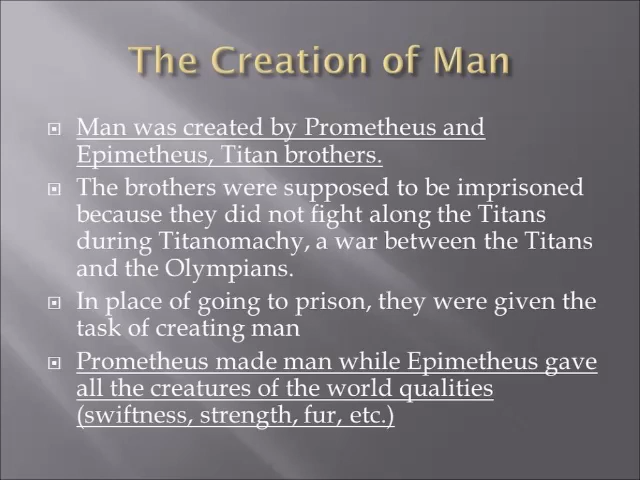 The Creation of Man
Man was created by Prometheus and
Epimetheus, Titan brothers.
The brothers were supposed to be imprisoned
because they did not fight along the Titans
during Titanomachy, a war between the Titans
and the Olympians.
In place of going to prison, they were given the
task of creating man
Prometheus made man while Epimetheus gave
all the creatures of the world qualities
(swiftness, strength, fur, etc.)